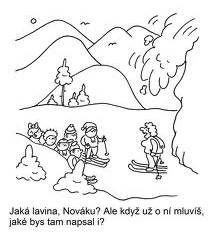 Jaká lavina, Nováku? Ale když už o ní mluvíš,
jaké bys tam napsal i?